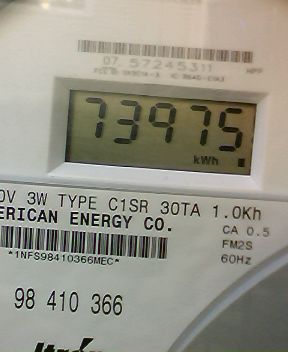 07 57245311
73975
kWh
0V 3W TYPE C1SR 30TA 1.0Kh
ERICAN ENERGY CO.
CA 0.5
FM2S
*1NFS98410366MEC*
60Hz
98 410 366
Itrón